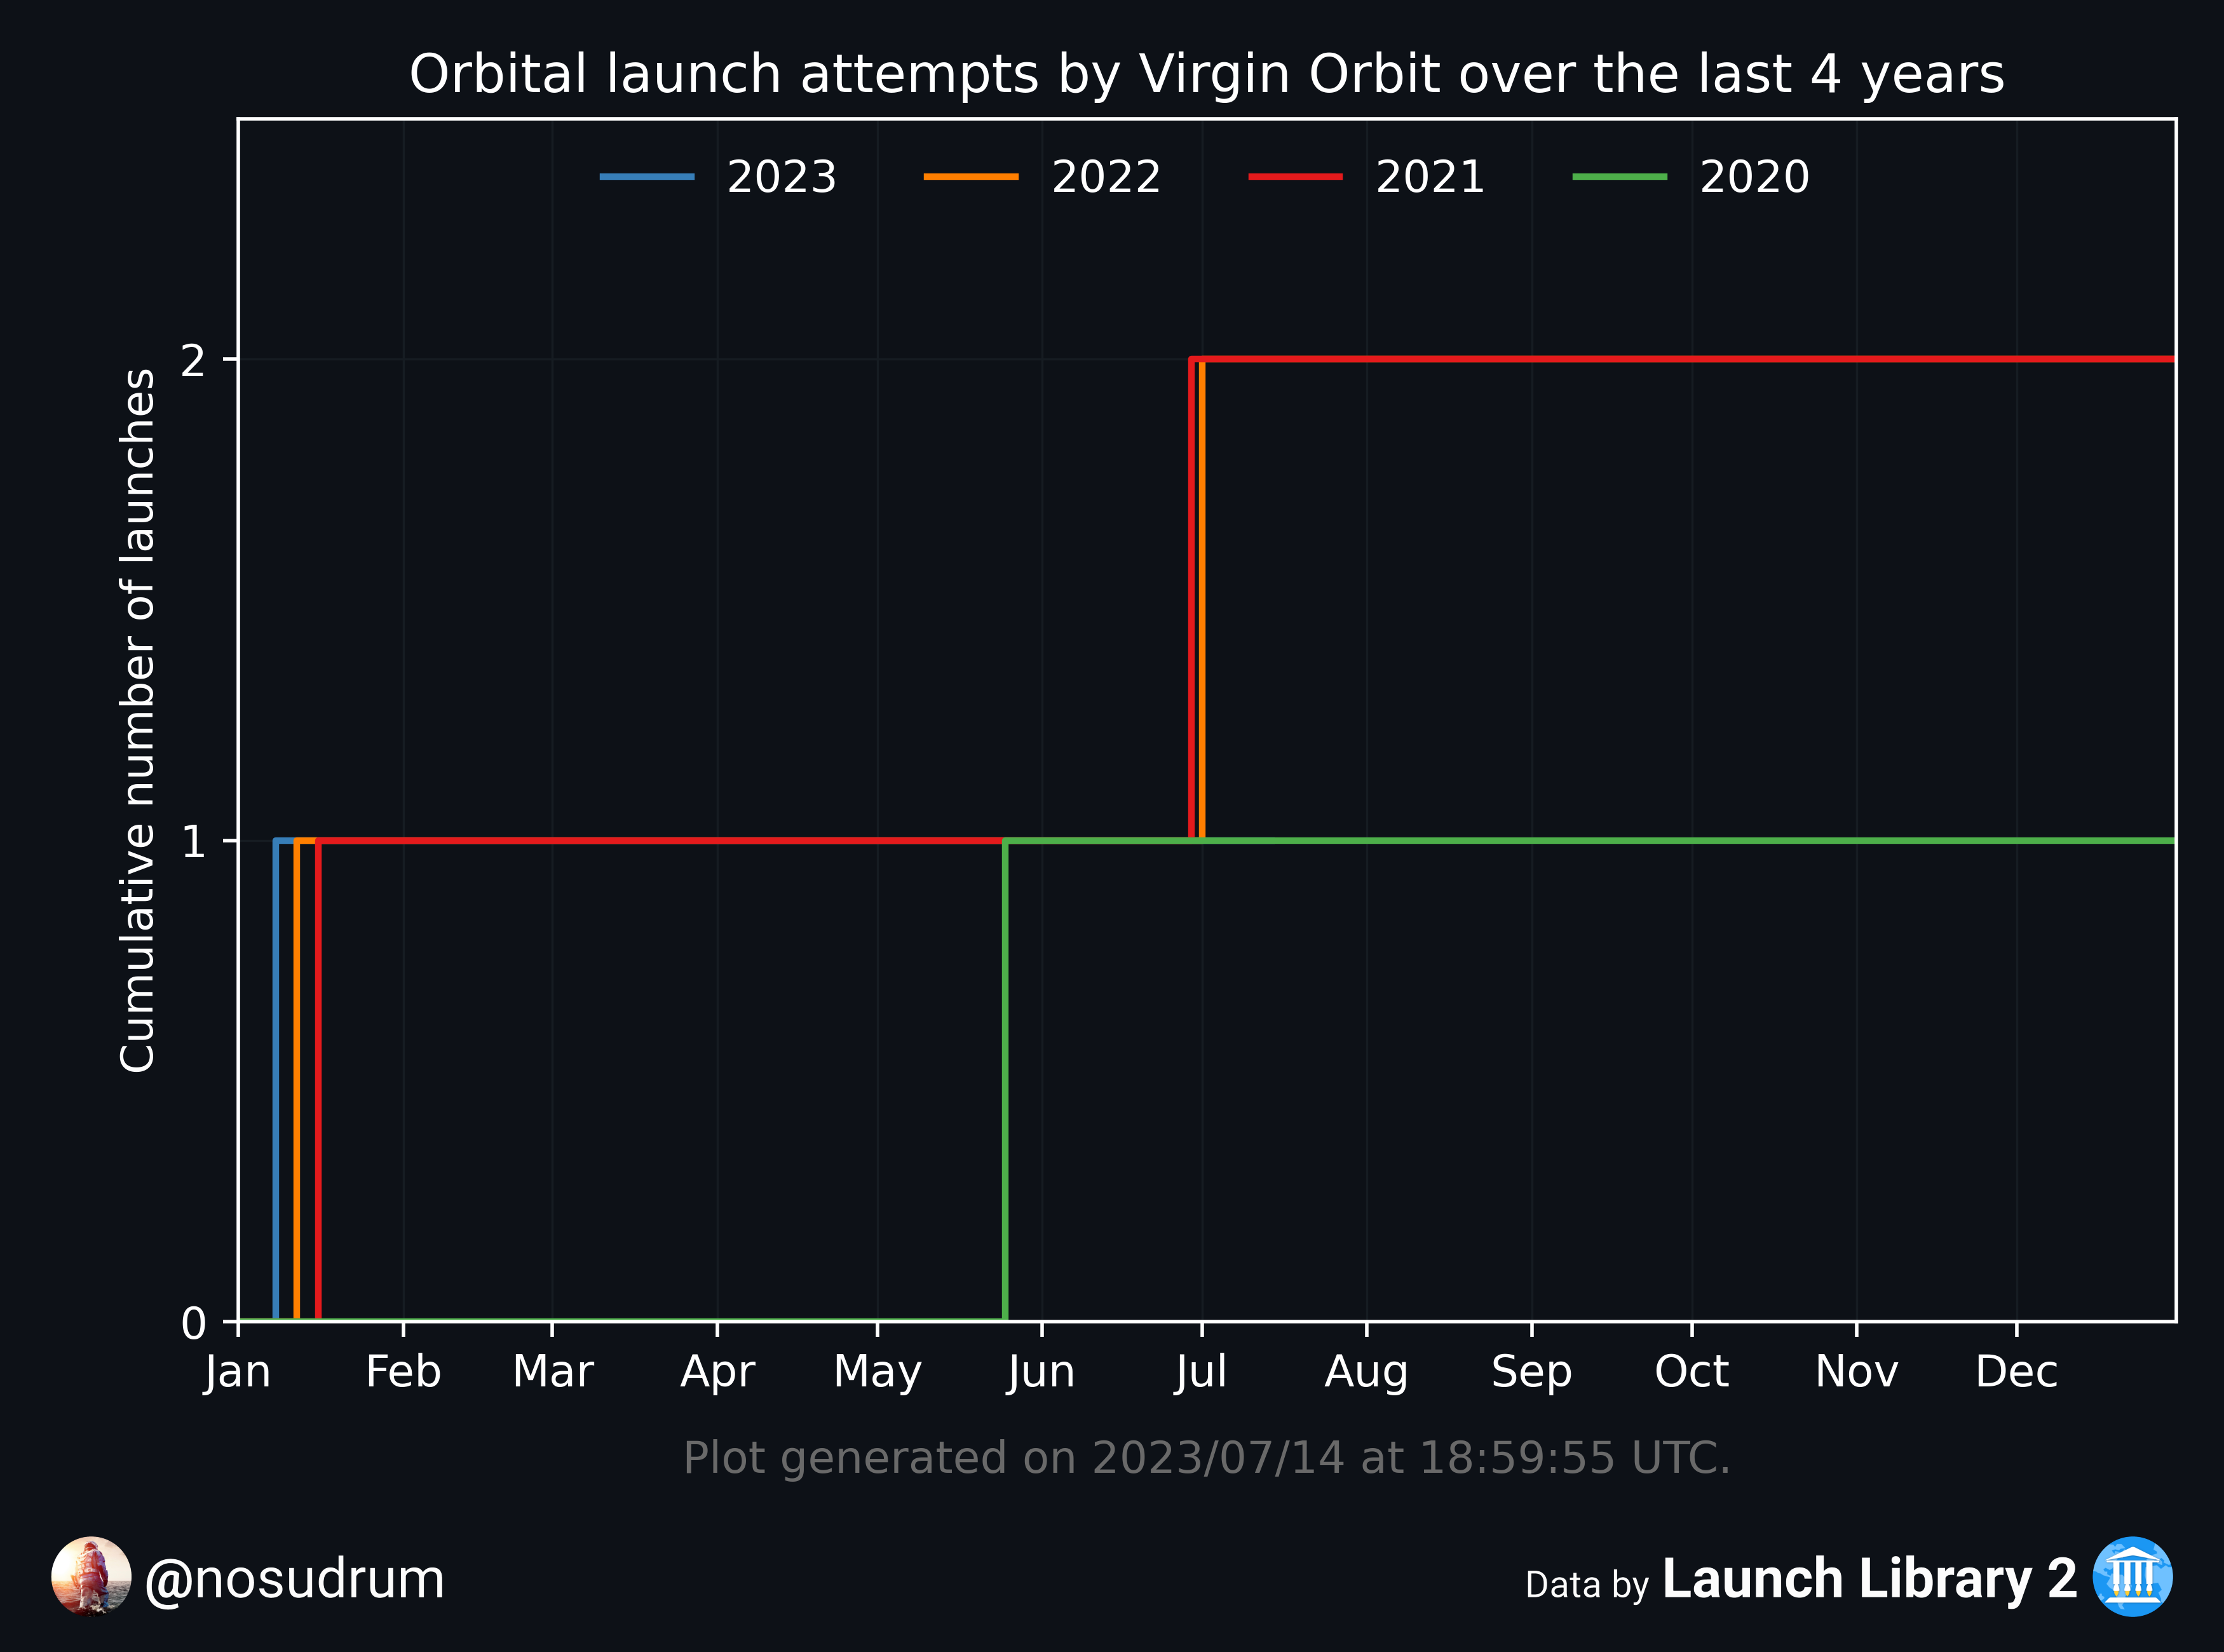 Orbital launch attempts by Virgin Orbit over the last 4 years
2023 2022 2021 2020
Cumulative number of launches
2
1
0
Jan Feb Mar Apr May Jun Jul Aug Sep Oct Nov Dec
Plot generated on 2023/07/14 at 18:59:55 UTC.
@nosudrum
Data by Launch Library 2